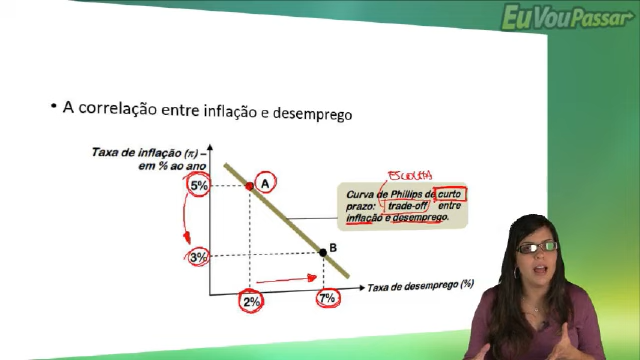 EuVouPassar
• A correlação entre inflação e desemprego
Taxa de inflação (π) –
em % ao ano
5%
A
ESCOLHA
Curva de Phillips de curto
prazo: trade-off entre
inflação e desemprego.
3%
B
2%
7%
Taxa de desemprego (%)